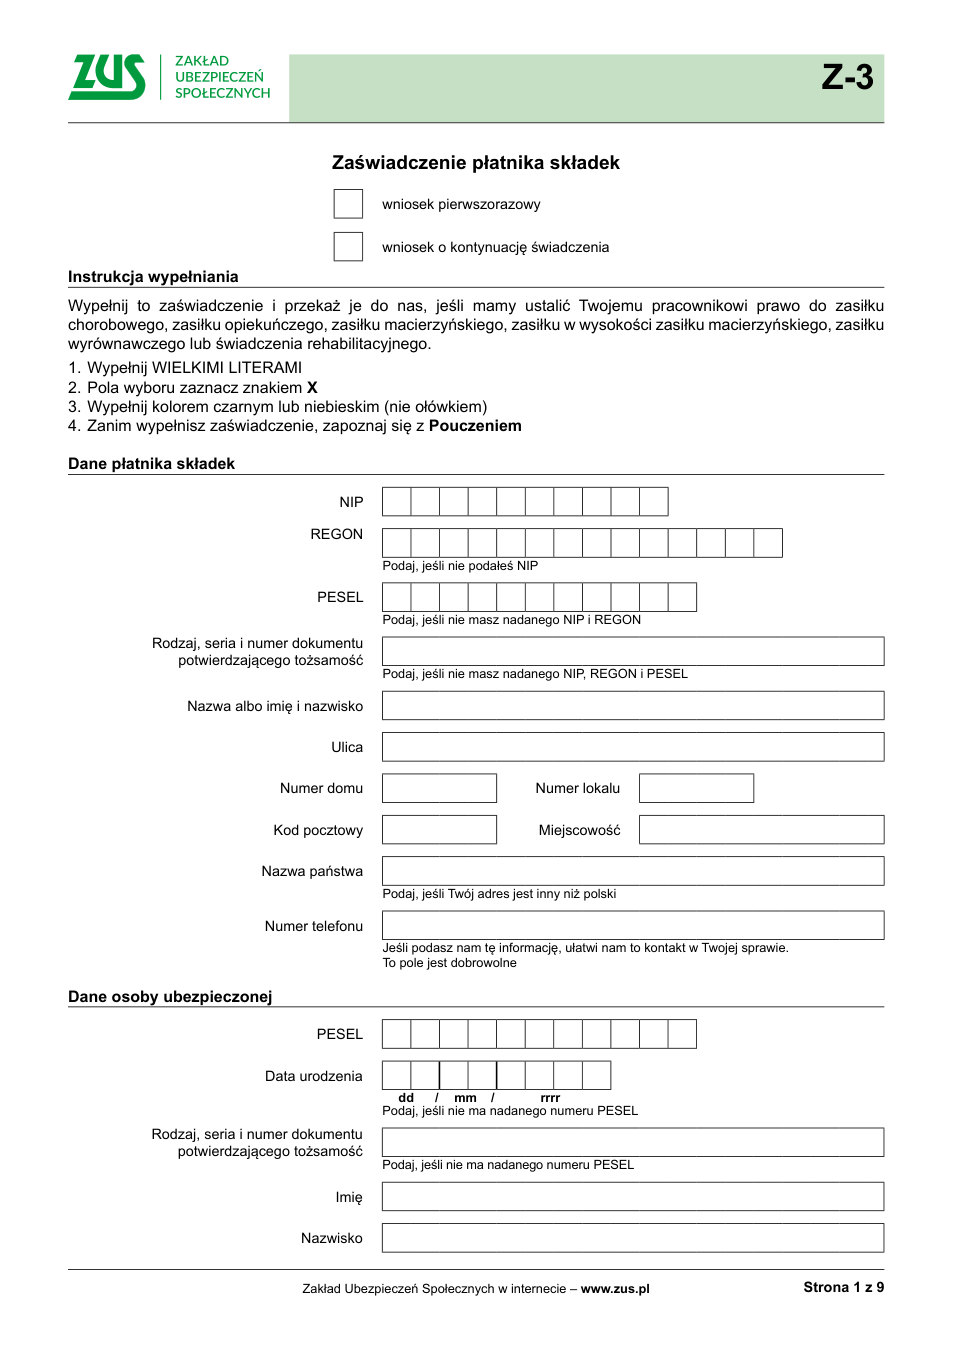 ZUS
ZAKŁAD
UBEZPIECZEŃ
SPOŁECZNYCH
Z-3
Zaświadczenie płatnika składek
wniosek pierwszorazowy
wniosek o kontynuację świadczenia
Instrukcja wypełniania
Wypełnij to zaświadczenie i przekaż je do nas, jeśli mamy ustalić Twojemu pracownikowi prawo do zasiłku
chorobowego, zasiłku opiekuńczego, zasiłku macierzyńskiego, zasiłku w wysokości zasiłku macierzyńskiego, zasiłku
wyrównawczego lub świadczenia rehabilitacyjnego.
1. Wypełnij WIELKIMI LITERAMI
2. Pola wyboru zaznacz znakiem X
3. Wypełnij kolorem czarnym lub niebieskim (nie ołówkiem)
4. Zanim wypełnisz zaświadczenie, zapoznaj się z Pouczeniem
Dane płatnika składek
NIP
REGON
Podaj, jeśli nie podałeś NIP
PESEL
Podaj, jeśli nie masz nadanego NIP i REGON
Rodzaj, seria i numer dokumentu
potwierdzającego tożsamość
Podaj, jeśli nie masz nadanego NIP, REGON i PESEL
Nazwa albo imię i nazwisko
Ulica
Numer domu Numer lokalu
Kod pocztowy Miejscowość
Nazwa państwa
Podaj, jeśli Twój adres jest inny niż polski
Numer telefonu
Jeśli podasz nam tę informację, ułatwi nam to kontakt w Twojej sprawie.
To pole jest dobrowolne
Dane osoby ubezpieczonej
PESEL
Data urodzenia
dd / mm / rrrr
Podaj, jeśli nie ma nadanego numeru PESEL
Rodzaj, seria i numer dokumentu
potwierdzającego tożsamość
Podaj, jeśli nie ma nadanego numeru PESEL
Imię
Nazwisko
Zakład Ubezpieczeń Społecznych w internecie – www.zus.pl Strona 1 z 9